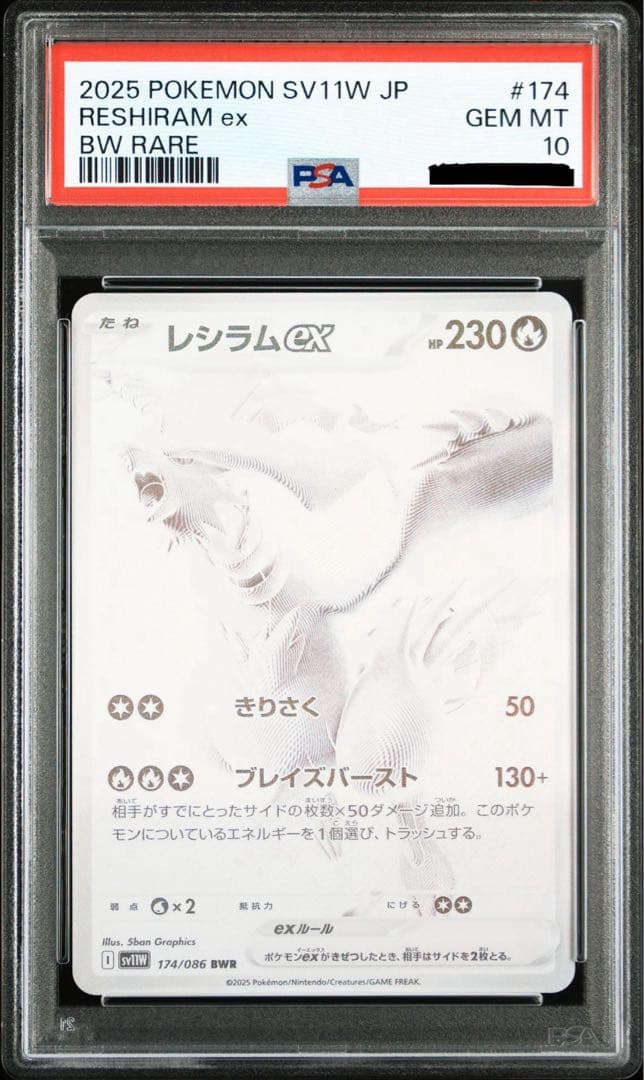 2025 POKEMON SV11W JP #174
RESHIRAM ex GEM MT
BW RARE 10
PSA
たね レシラムex HP230
きりさく 50
ブレイズバースト 130+
相手がすでにとったサイドの枚数×50ダメージ追加。このポケ
モンについているエネルギーを1個選び、トラッシュする。
弱点 ×2 抵抗力 にげる
exルール
ポケモンexがきぜつしたとき、相手はサイドを2枚とる。
Illus. 5ban Graphics
I sv11W 174/086 BWR
©2025 Pokémon/Nintendo/Creatures/GAME FREAK.
PSA